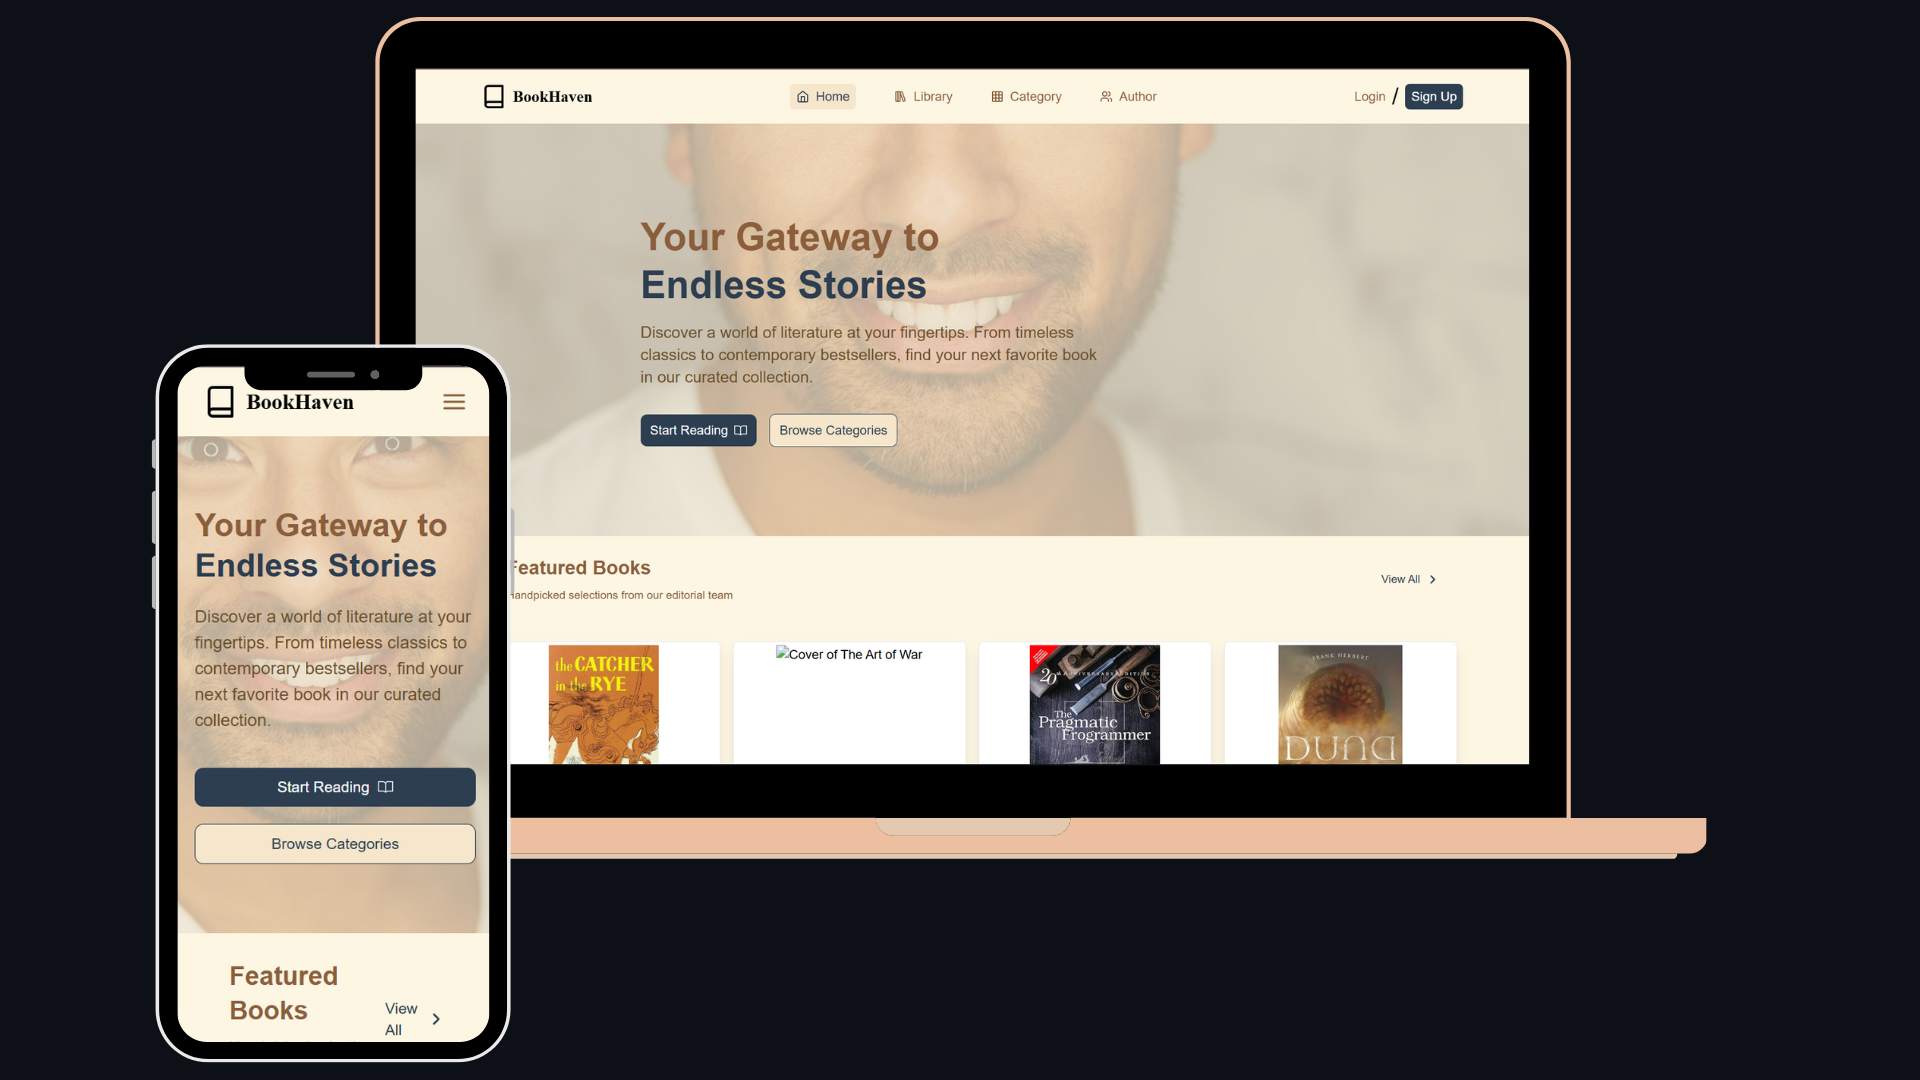 BookHaven
Home
Library
Category
Author
Login / Sign Up
Your Gateway to
Endless Stories
Discover a world of literature at your fingertips. From timeless
classics to contemporary bestsellers, find your next favorite book
in our curated collection.
Start Reading
Browse Categories
Featured Books
Handpicked selections from our editorial team
View All
the CATCHER
in the RYE
Cover of The Art of War
20
The
Pragmatic
Programmer
FRANK HERBERT
DUNE
BookHaven
Your Gateway to
Endless Stories
Discover a world of literature at your
fingertips. From timeless classics to
contemporary bestsellers, find your
next favorite book in our curated
collection.
Start Reading
Browse Categories
Featured
Books
View
All